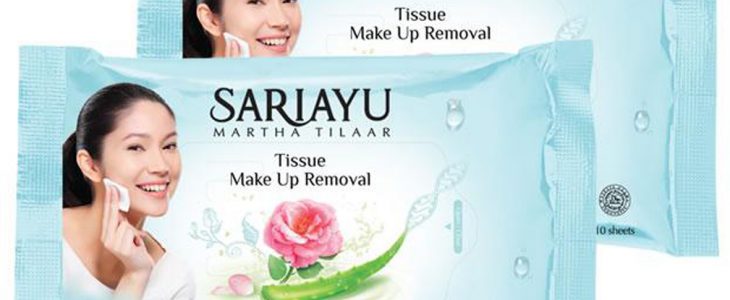 Tissue
Make Up Removal
SARIAYU
MARTHA TILAAR
Tissue
Make Up Removal
10 sheets